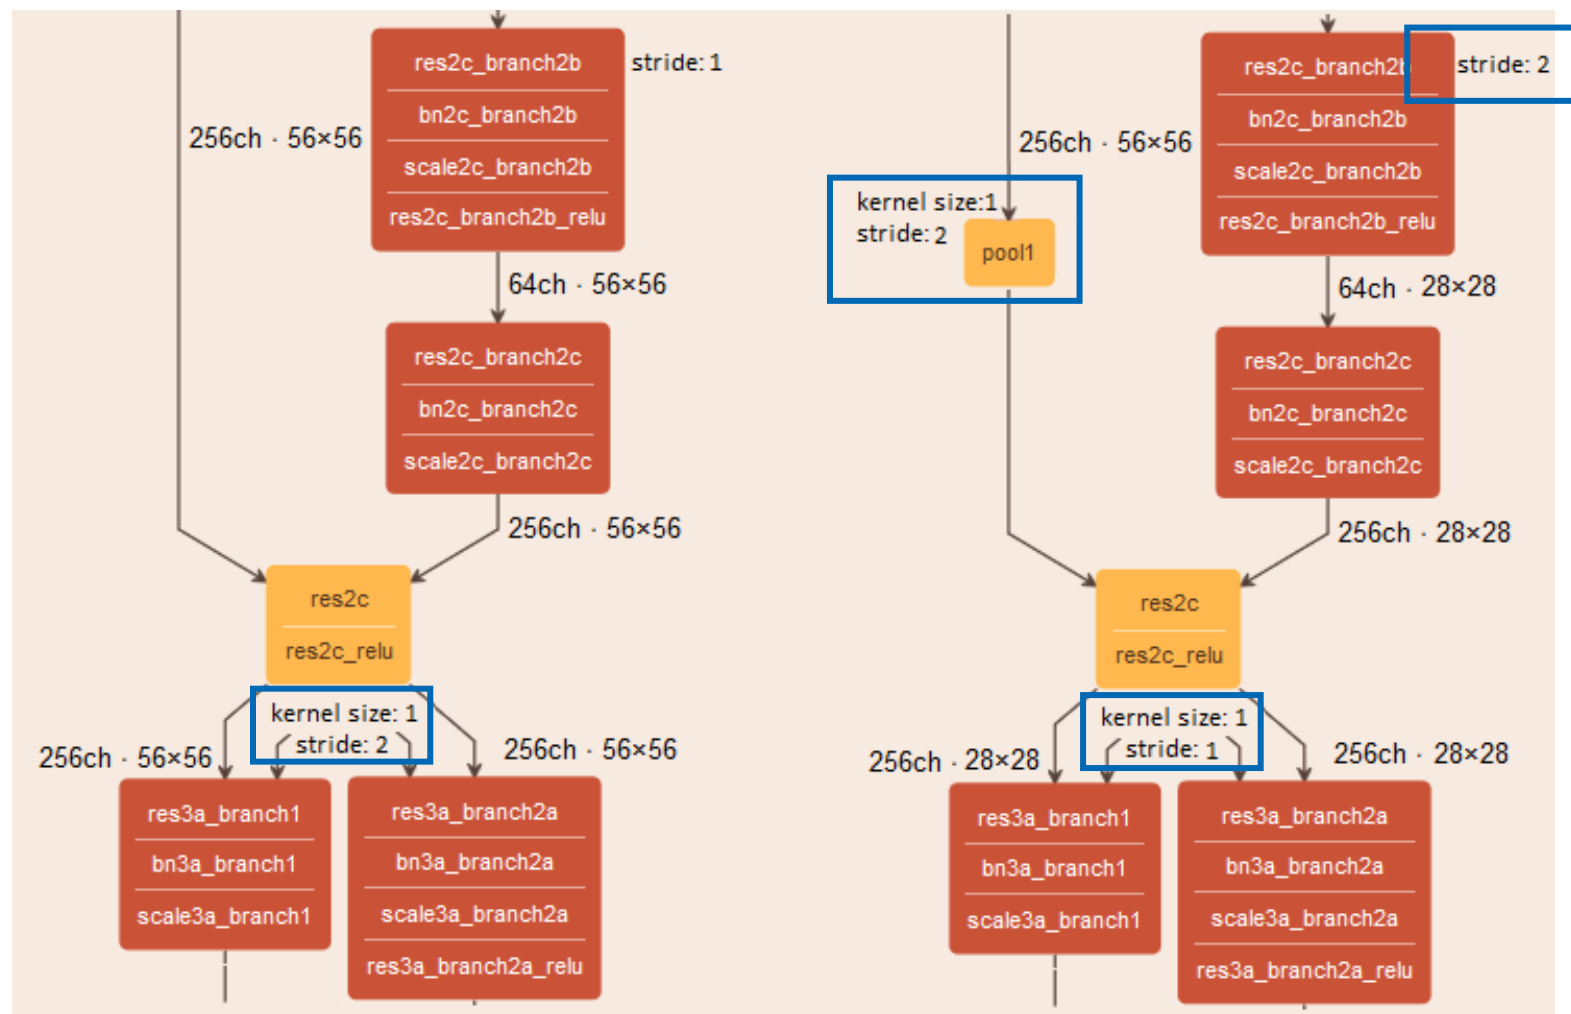 res2c_branch2b
stride: 1
bn2c_branch2b
256ch · 56×56
scale2c_branch2b
res2c_branch2b_relu
64ch · 56×56
res2c_branch2c
bn2c_branch2c
scale2c_branch2c
256ch · 56×56
res2c
res2c_relu
kernel size: 1
stride: 2
256ch · 56×56
256ch · 56×56
res3a_branch1
bn3a_branch1
scale3a_branch1
res3a_branch2a
bn3a_branch2a
scale3a_branch2a
res3a_branch2a_relu
res2c_branch2b
stride: 2
bn2c_branch2b
256ch · 56×56
scale2c_branch2b
res2c_branch2b_relu
kernel size:1
stride: 2
pool1
64ch · 28×28
res2c_branch2c
bn2c_branch2c
scale2c_branch2c
256ch · 28×28
res2c
res2c_relu
kernel size: 1
stride: 1
256ch · 28×28
256ch · 28×28
res3a_branch1
bn3a_branch1
scale3a_branch1
res3a_branch2a
bn3a_branch2a
scale3a_branch2a
res3a_branch2a_relu